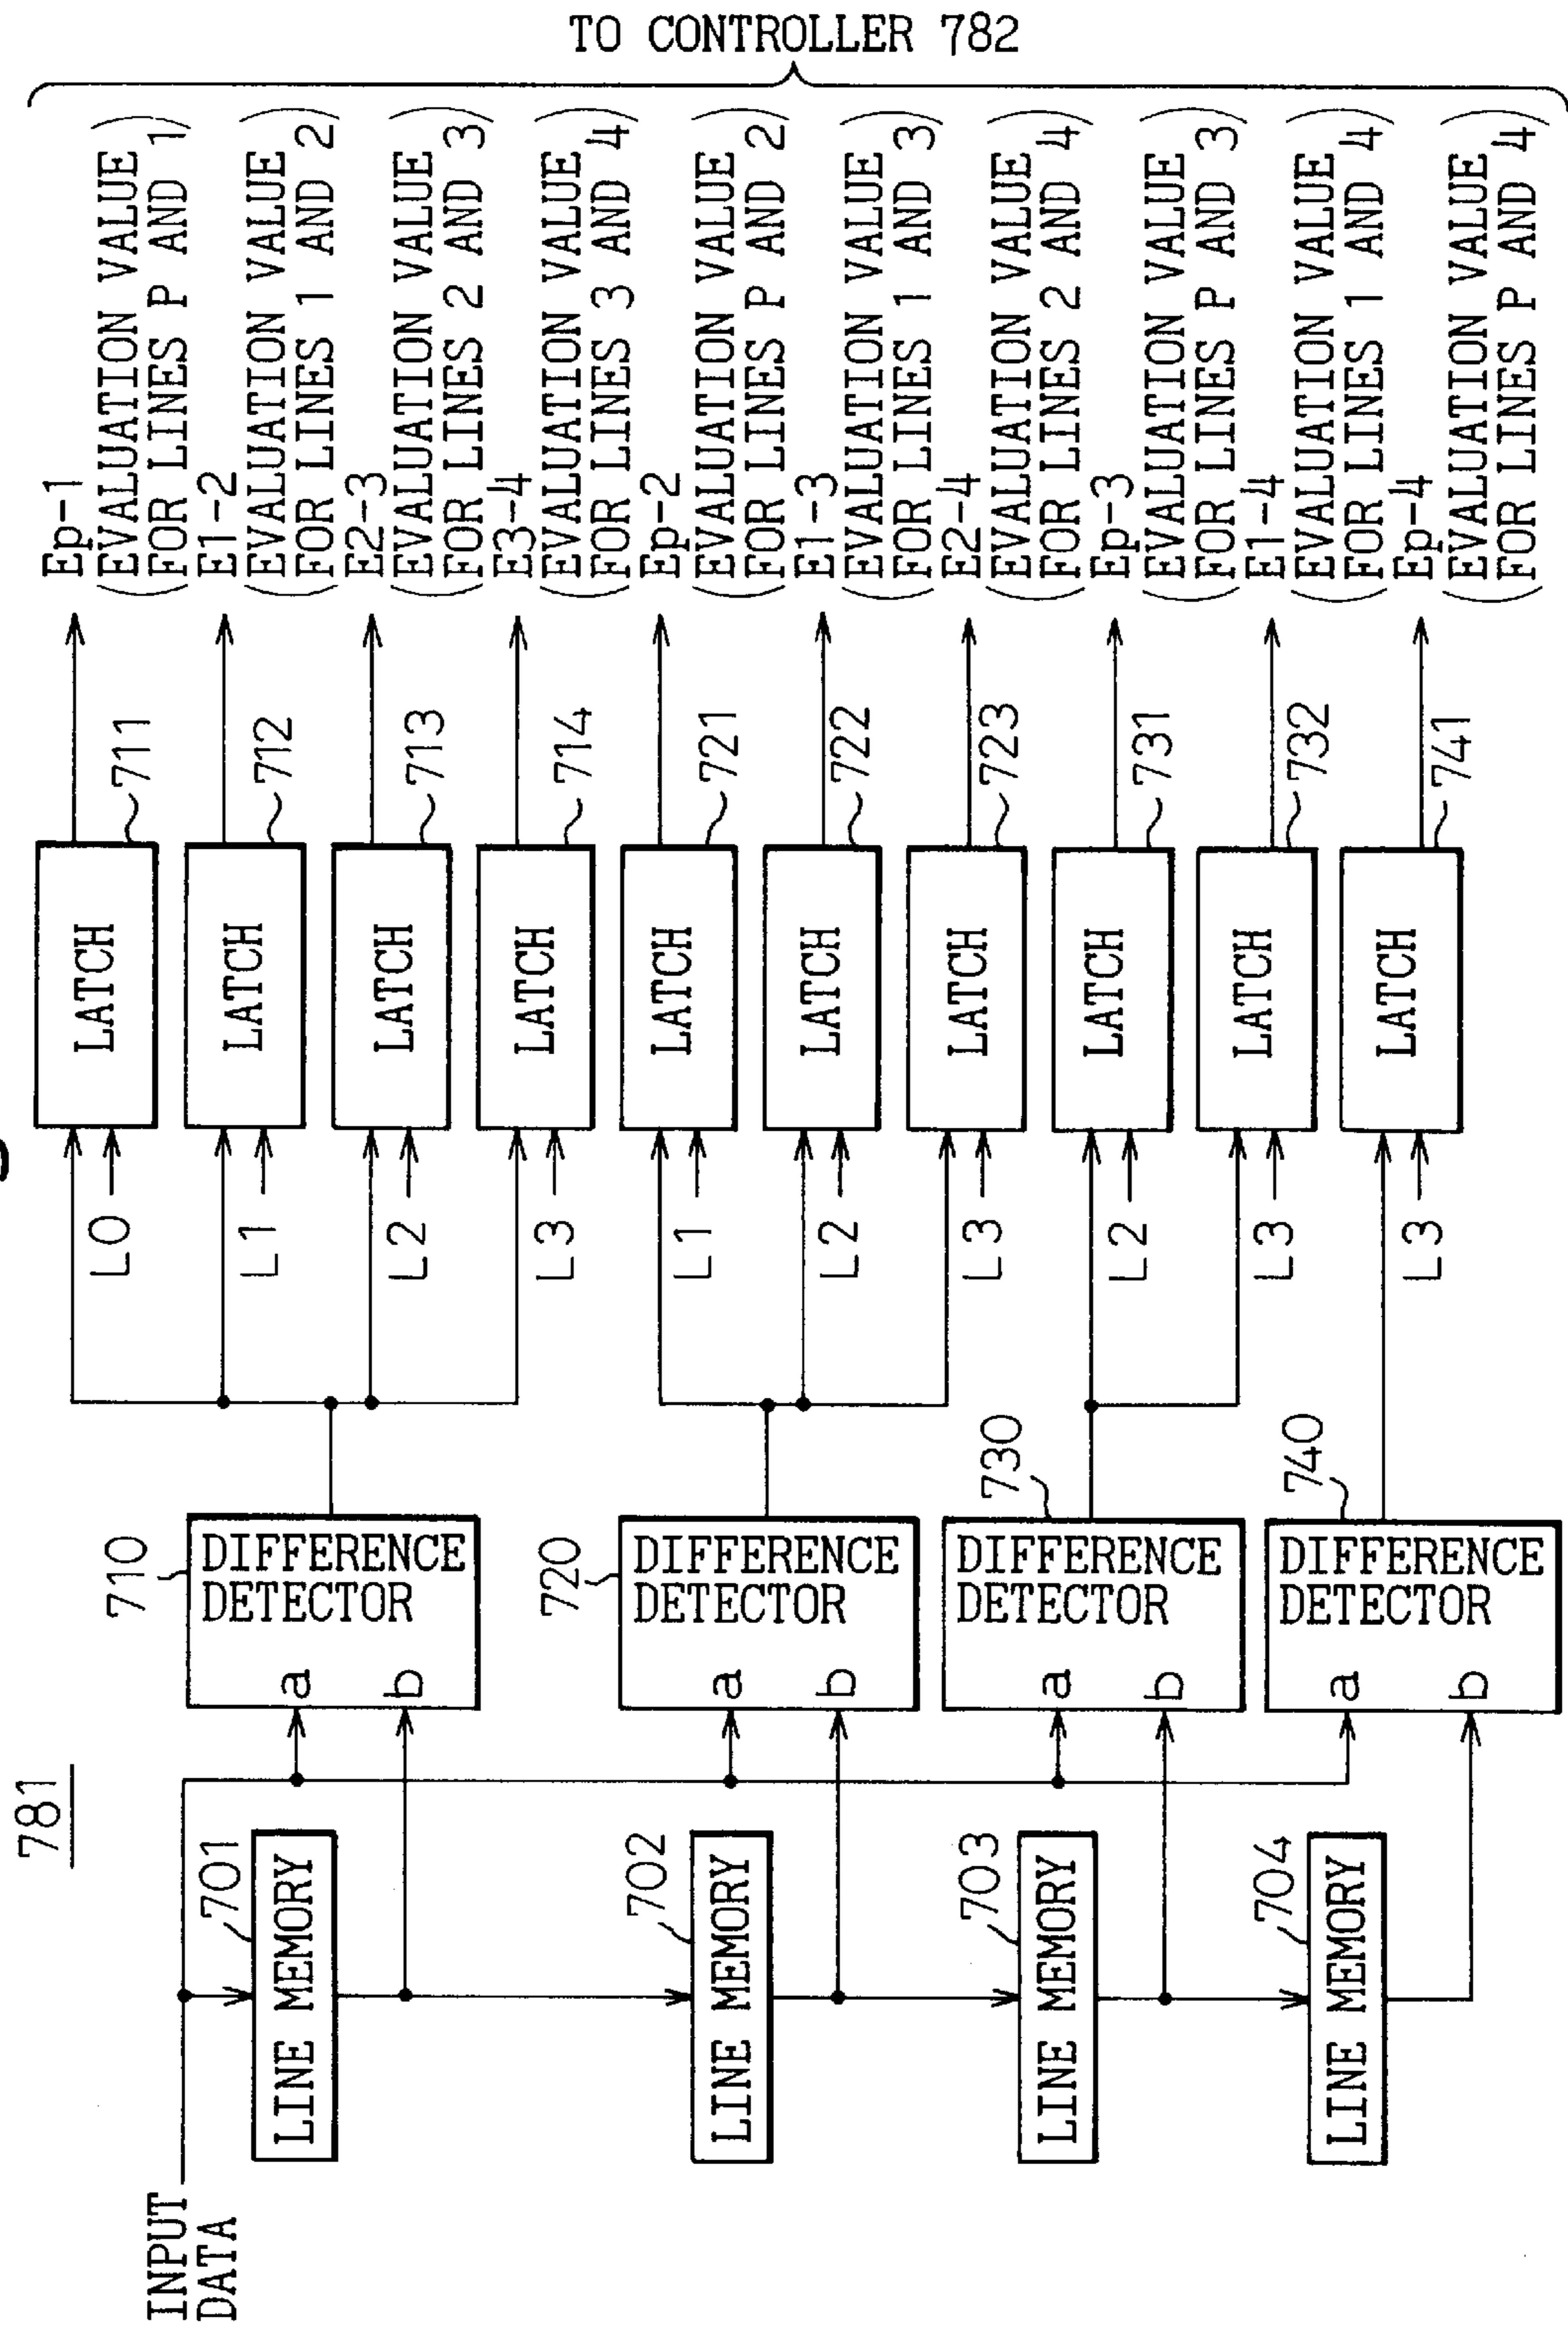 781
INPUT
DATA
701
LINE MEMORY
702
LINE MEMORY
703
LINE MEMORY
704
LINE MEMORY
710
DIFFERENCE
DETECTOR
a
b
720
DIFFERENCE
DETECTOR
a
b
730
DIFFERENCE
DETECTOR
a
b
740
DIFFERENCE
DETECTOR
a
b
L0
LATCH
711
L1
LATCH
712
L2
LATCH
713
L3
LATCH
714
L1
LATCH
721
L2
LATCH
722
L3
LATCH
723
L2
LATCH
731
L3
LATCH
732
L3
LATCH
741
Ep-1
(EVALUATION VALUE
FOR LINES P AND 1)
E1-2
(EVALUATION VALUE
FOR LINES 1 AND 2)
E2-3
(EVALUATION VALUE
FOR LINES 2 AND 3)
E3-4
(EVALUATION VALUE
FOR LINES 3 AND 4)
Ep-2
(EVALUATION VALUE
FOR LINES P AND 2)
E1-3
(EVALUATION VALUE
FOR LINES 1 AND 3)
E2-4
(EVALUATION VALUE
FOR LINES 2 AND 4)
Ep-3
(EVALUATION VALUE
FOR LINES P AND 3)
E1-4
(EVALUATION VALUE
FOR LINES 1 AND 4)
Ep-4
(EVALUATION VALUE
FOR LINES P AND 4)
TO CONTROLLER 782